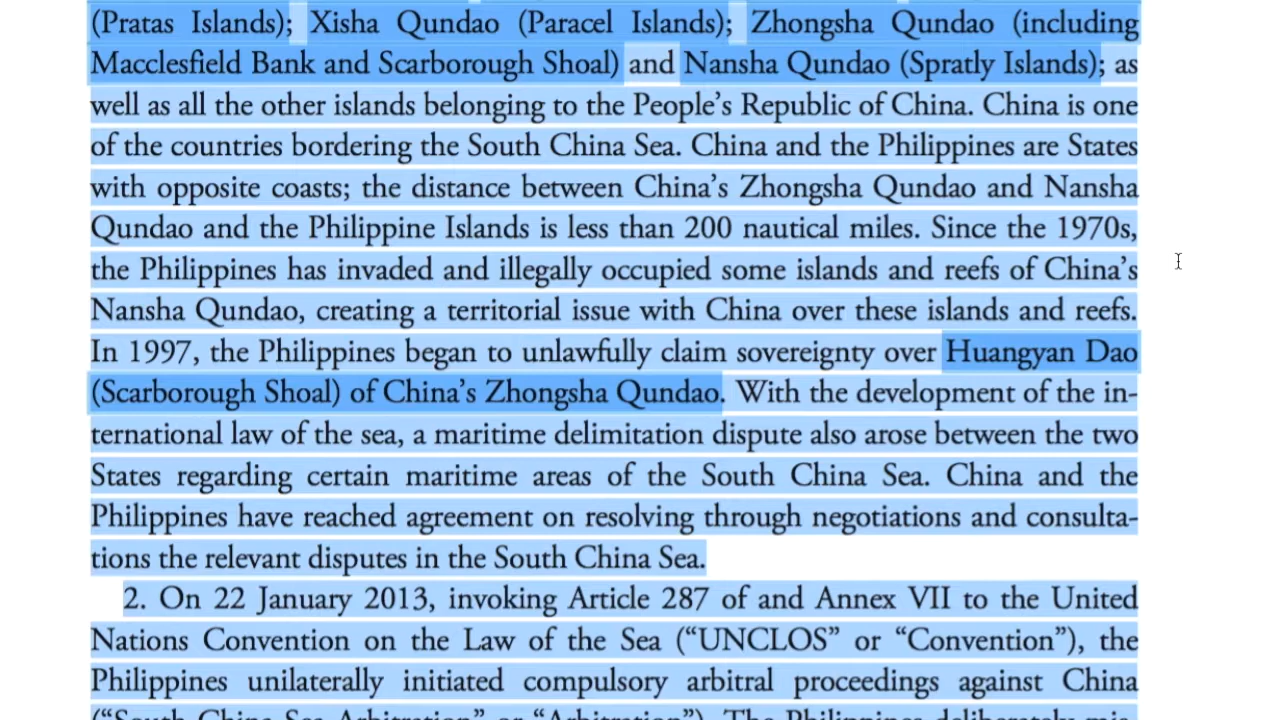 (Pratas Islands); Xisha Qundao (Paracel Islands); Zhongsha Qundao (including
Macclesfield Bank and Scarborough Shoal) and Nansha Qundao (Spratly Islands); as
well as all the other islands belonging to the People’s Republic of China. China is one
of the countries bordering the South China Sea. China and the Philippines are States
with opposite coasts; the distance between China’s Zhongsha Qundao and Nansha
Qundao and the Philippine Islands is less than 200 nautical miles. Since the 1970s,
the Philippines has invaded and illegally occupied some islands and reefs of China’s
Nansha Qundao, creating a territorial issue with China over these islands and reefs.
In 1997, the Philippines began to unlawfully claim sovereignty over Huangyan Dao
(Scarborough Shoal) of China’s Zhongsha Qundao. With the development of the in-
ternational law of the sea, a maritime delimitation dispute also arose between the two
States regarding certain maritime areas of the South China Sea. China and the
Philippines have reached agreement on resolving through negotiations and consulta-
tions the relevant disputes in the South China Sea.
2. On 22 January 2013, invoking Article 287 of and Annex VII to the United
Nations Convention on the Law of the Sea (“UNCLOS” or “Convention”), the
Philippines unilaterally initiated compulsory arbitral proceedings against China
(“South China Sea Arbitration” or “Arbitration”). The Philippines deliberately mis-